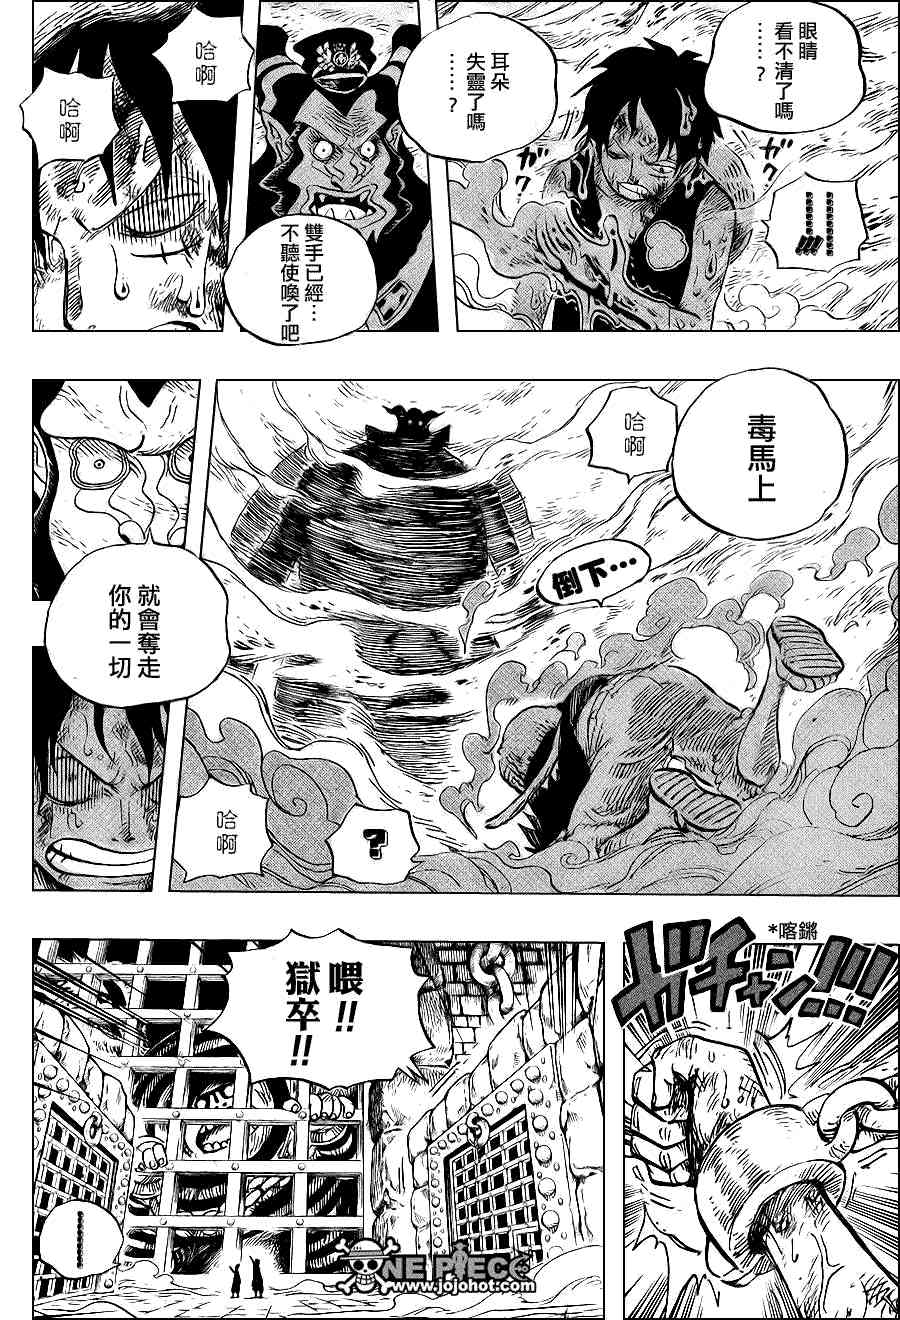 眼睛
看不清了嗎
……?
!!!
ガク
ガク
耳朵
失靈了嗎
……?
雙手已經…
不聽使喚了吧
哈啊
哈啊
毒馬上
哈啊
倒下…
就會奪走
你的一切
哈啊
?
*喀鏘
ガチャン!!!
喂!!
獄卒!!
ONE PIECE
www.jojohot.com